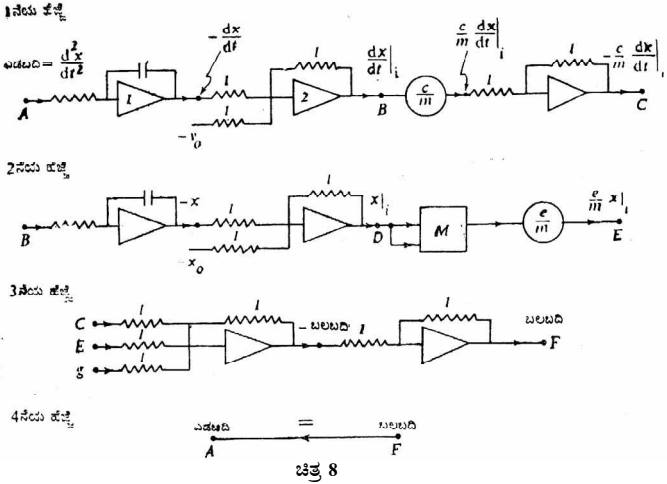 1ನೆಯ ಹೆಜ್ಜೆ
ಎಡಬದಿ = d²x/dt²
- dx/dt
A
1
1
1
-v₀
1
2
dx/dt|i
B
c/m
c/m dx/dt|i
1
1
- c/m dx/dt|i
C
2ನೆಯ ಹೆಜ್ಜೆ
B
-x
1
1
-x₀
1
x|i
D
M
e/m
e/m x|i
E
3ನೆಯ ಹೆಜ್ಜೆ
C
1
E
1
g
1
1
-ಬಲಬದಿ
1
1
ಬಲಬದಿ
F
4ನೆಯ ಹೆಜ್ಜೆ
ಎಡಬದಿ = ಬಲಬದಿ
A F
ಚಿತ್ರ 8